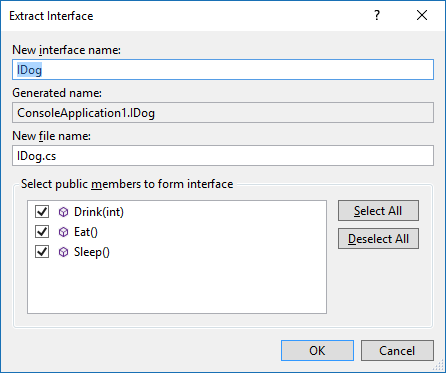 Extract Interface
?
New interface name:
IDog
Generated name:
ConsoleApplication1.IDog
New file name:
IDog.cs
Select public members to form interface
Drink(int)
Eat()
Sleep()
Select All
Deselect All
OK
Cancel